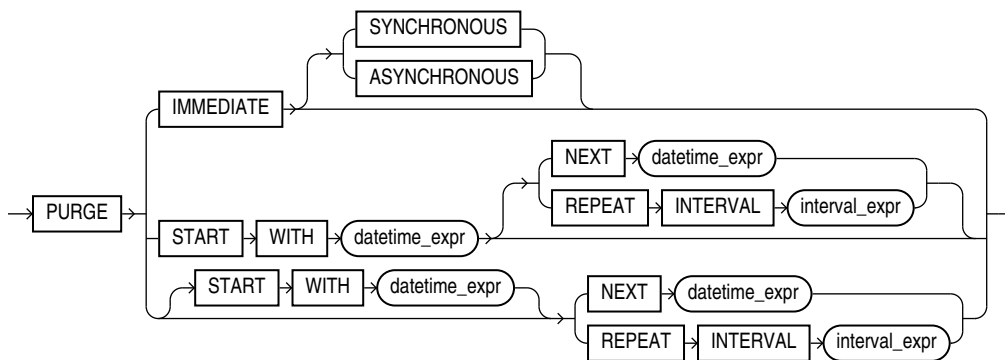 SYNCHRONOUS
ASYNCHRONOUS
IMMEDIATE
NEXT datetime_expr
REPEAT INTERVAL interval_expr
PURGE
START WITH datetime_expr
START WITH datetime_expr
NEXT datetime_expr
REPEAT INTERVAL interval_expr